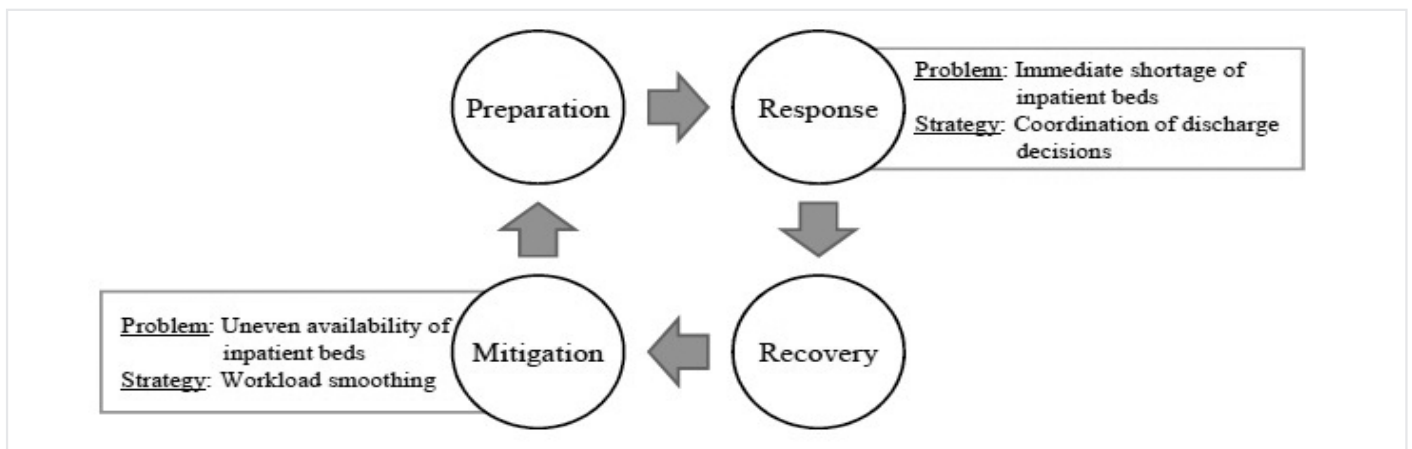 Preparation
Response
Problem: Immediate shortage of
inpatient beds
Strategy: Coordination of discharge
decisions
Problem: Uneven availability of
inpatient beds
Strategy: Workload smoothing
Mitigation
Recovery